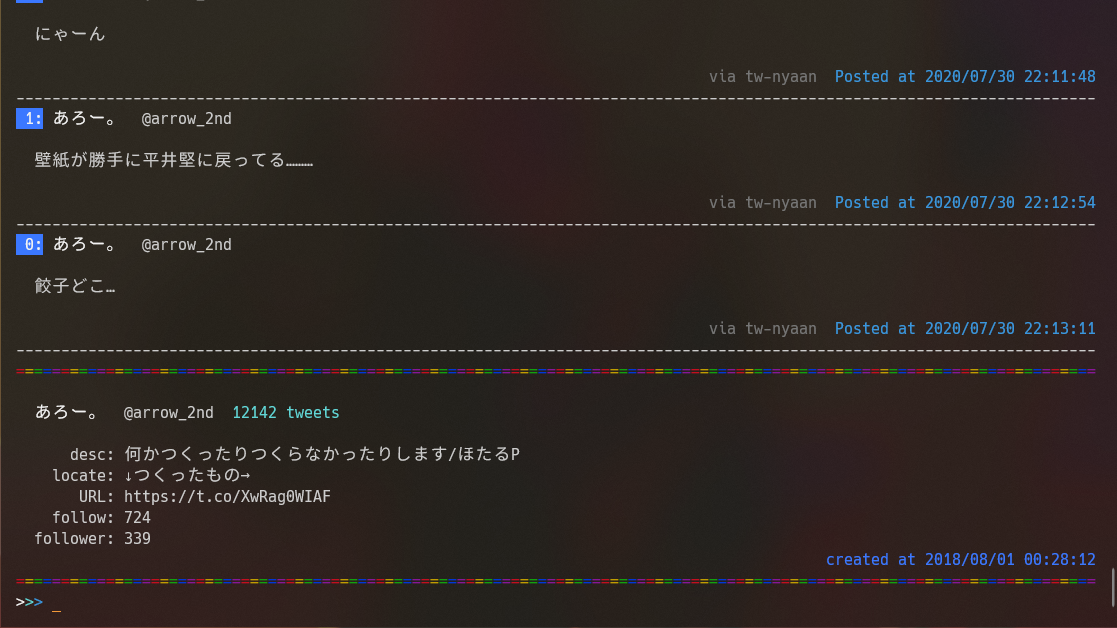 にゃーん
via tw-nyaan Posted at 2020/07/30 22:11:48
1: あろー。 @arrow_2nd
壁紙が勝手に平井堅に戻ってる………
via tw-nyaan Posted at 2020/07/30 22:12:54
0: あろー。 @arrow_2nd
餃子どこ…
via tw-nyaan Posted at 2020/07/30 22:13:11
あろー。 @arrow_2nd 12142 tweets
desc: 何かつくったりつくらなかったりします/ほたるP
locate: ↓つくったもの→
URL: https://t.co/XwRag0WIAF
follow: 724
follower: 339
created at 2018/08/01 00:28:12
>>> _